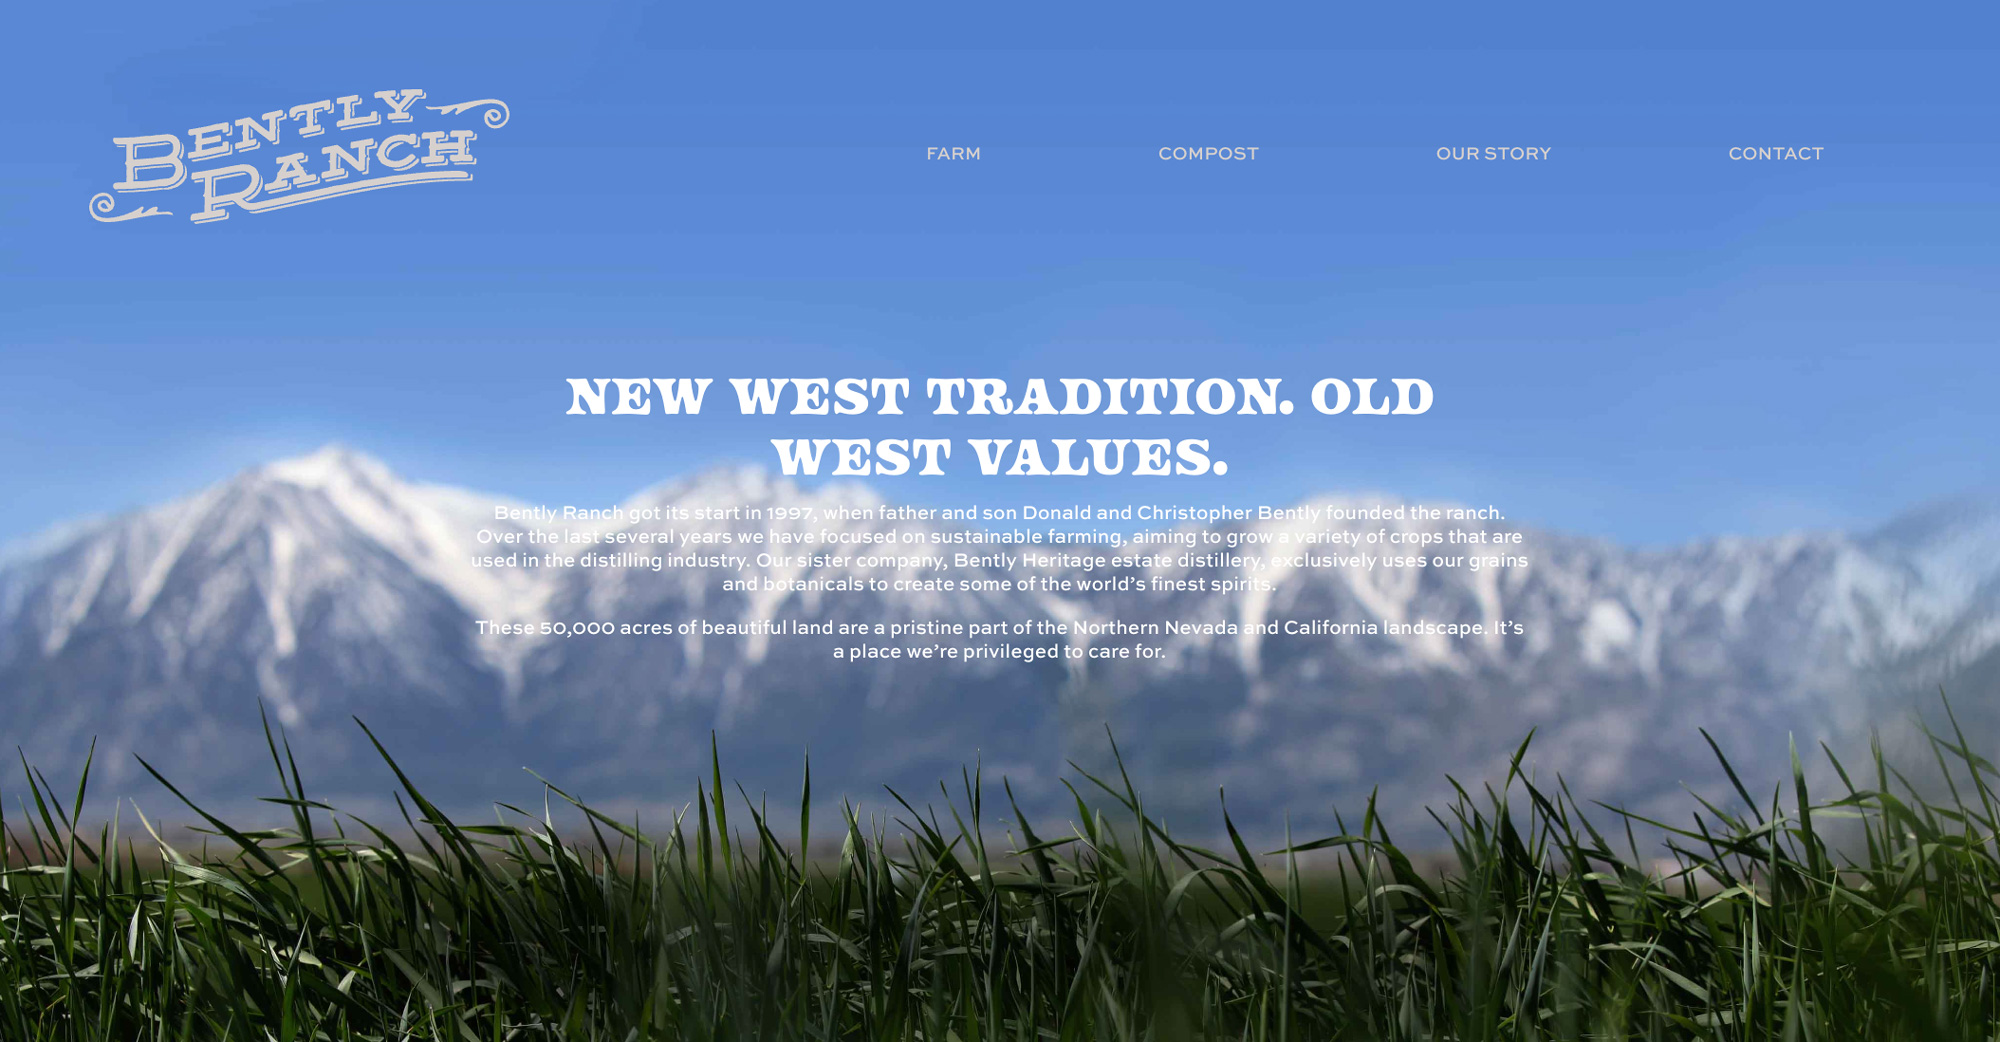 BENTLY
RANCH
FARM
COMPOST
OUR STORY
CONTACT
NEW WEST TRADITION. OLD
WEST VALUES.
Bently Ranch got its start in 1997, when father and son Donald and Christopher Bently founded the ranch.
Over the last several years we have focused on sustainable farming, aiming to grow a variety of crops that are
used in the distilling industry. Our sister company, Bently Heritage estate distillery, exclusively uses our grains
and botanicals to create some of the world’s finest spirits.
These 50,000 acres of beautiful land are a pristine part of the Northern Nevada and California landscape. It’s
a place we’re privileged to care for.